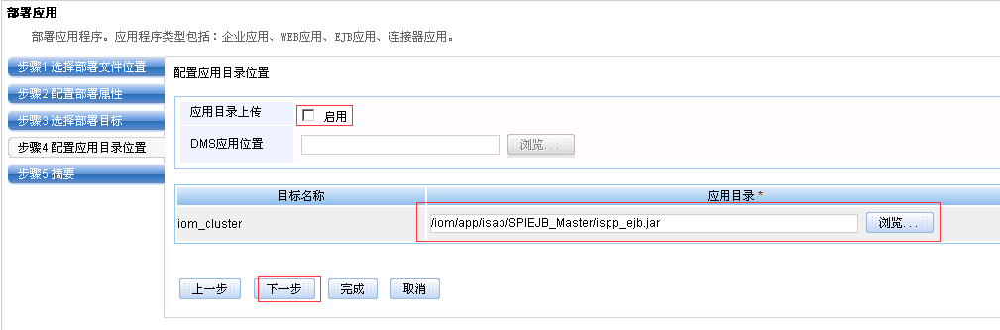 部署应用
部署应用程序。应用程序类型包括:企业应用、WEB应用、EJB应用、连接器应用。
步骤1 选择部署文件位置
步骤2 配置部署属性
步骤3 选择部署目标
步骤4 配置应用目录位置
步骤5 摘要
配置应用目录位置
应用目录上传 启用
DMS应用位置 浏览...
目标名称 应用目录 *
iom_cluster /iom/app/isap/SPIEJB_Master/ispp_ejb.jar 浏览...
上一步 下一步 完成 取消